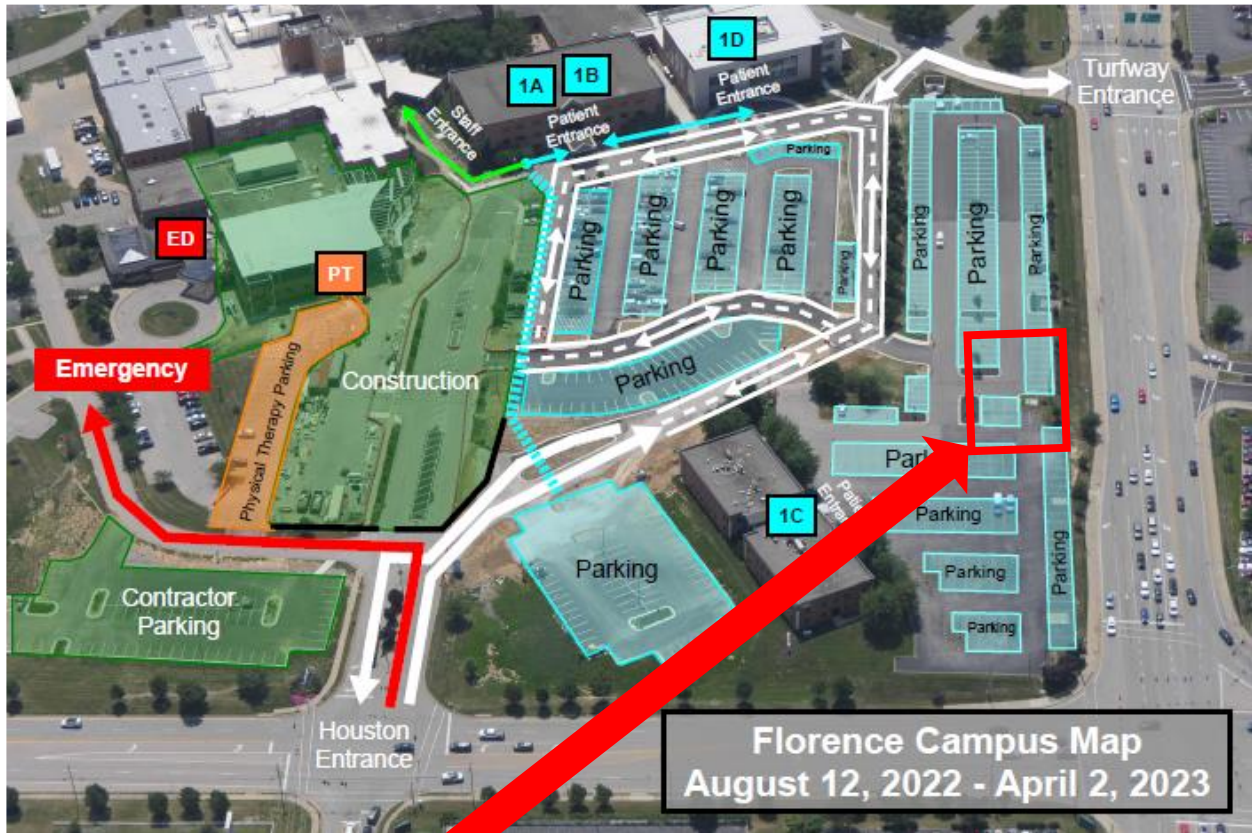 1A
1B
1D
Staff
Entrance
Patient
Entrance
Patient
Entrance
Turfway
Entrance
ED
PT
Emergency
Physical Therapy Parking
Construction
Parking
Parking
Parking
Parking
Parking
Parking
Parking
Parking
Parking
Parking
1C
Parking
Parking
Parking
Parking
Parking
Contractor
Parking
Houston
Entrance
Florence Campus Map
August 12, 2022 - April 2, 2023